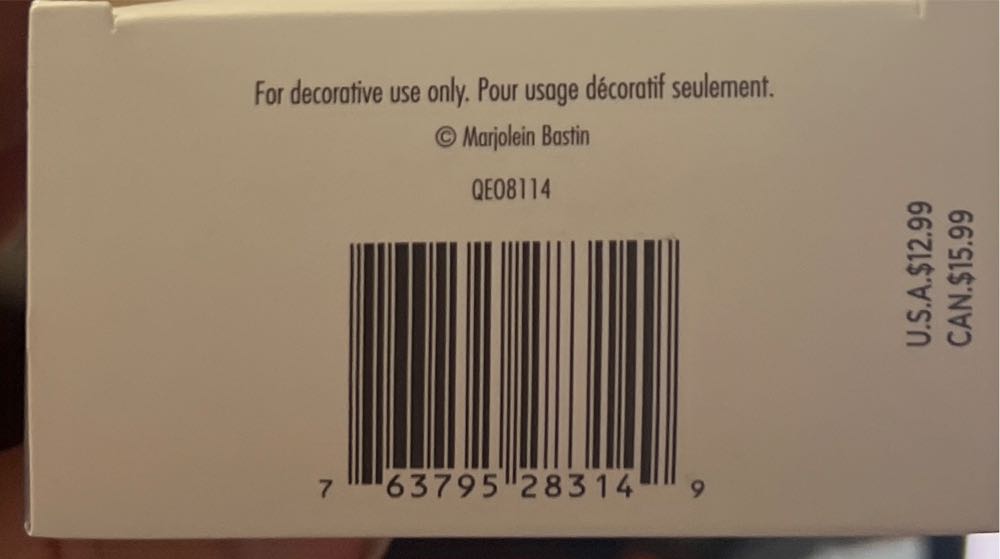 For decorative use only. Pour usage décoratif seulement.
© Marjolein Bastin
QEO8114
7 63795 28314 9
U.S.A.$12.99
CAN.$15.99